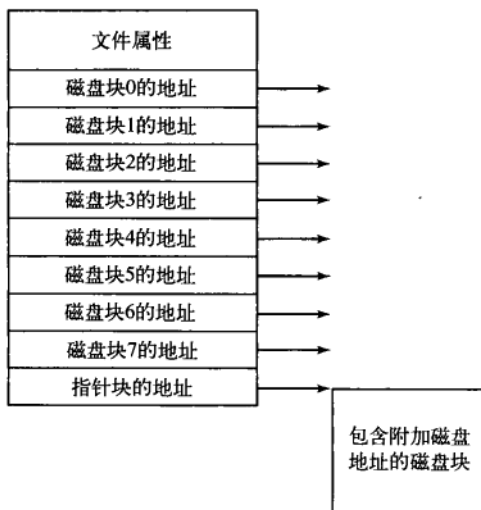 文件属性
磁盘块0的地址
磁盘块1的地址
磁盘块2的地址
磁盘块3的地址
磁盘块4的地址
磁盘块5的地址
磁盘块6的地址
磁盘块7的地址
指针块的地址
包含附加磁盘
地址的磁盘块